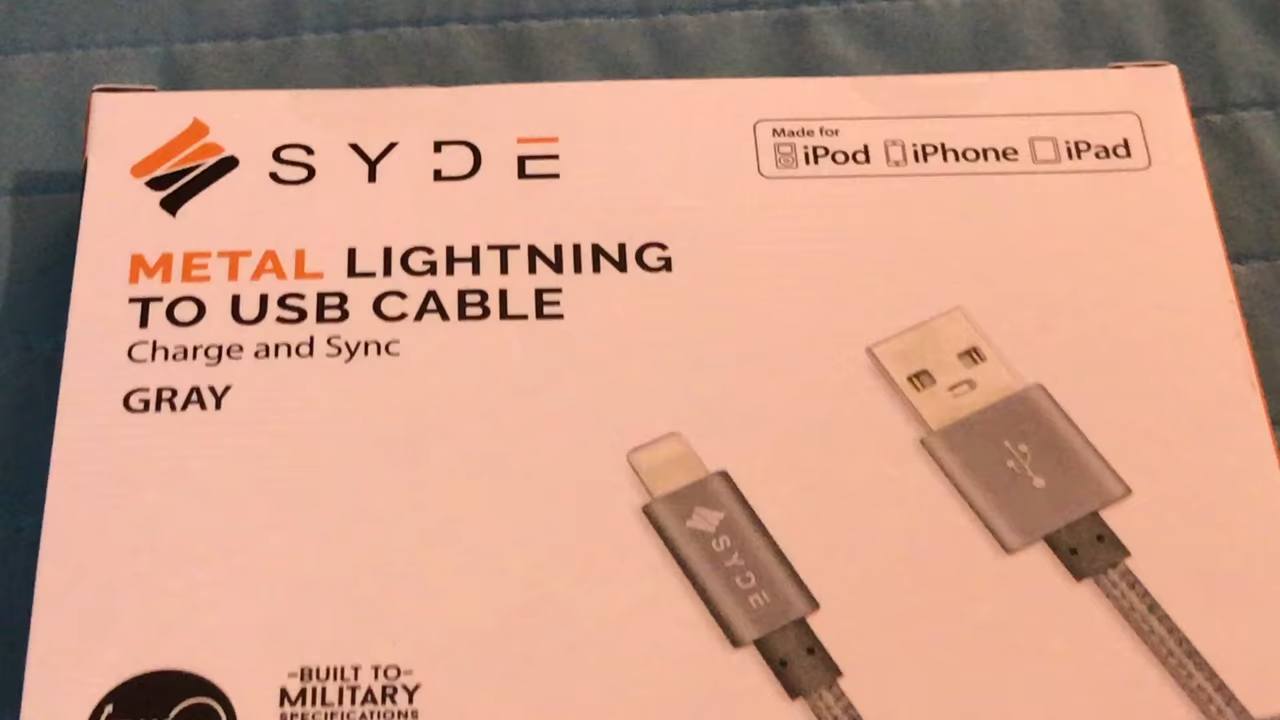 SYDE
Made for
iPod iPhone iPad
METAL LIGHTNING
TO USB CABLE
Charge and Sync
GRAY
SYDE
-BUILT TO-
MILITARY
SPECIFICATIONS